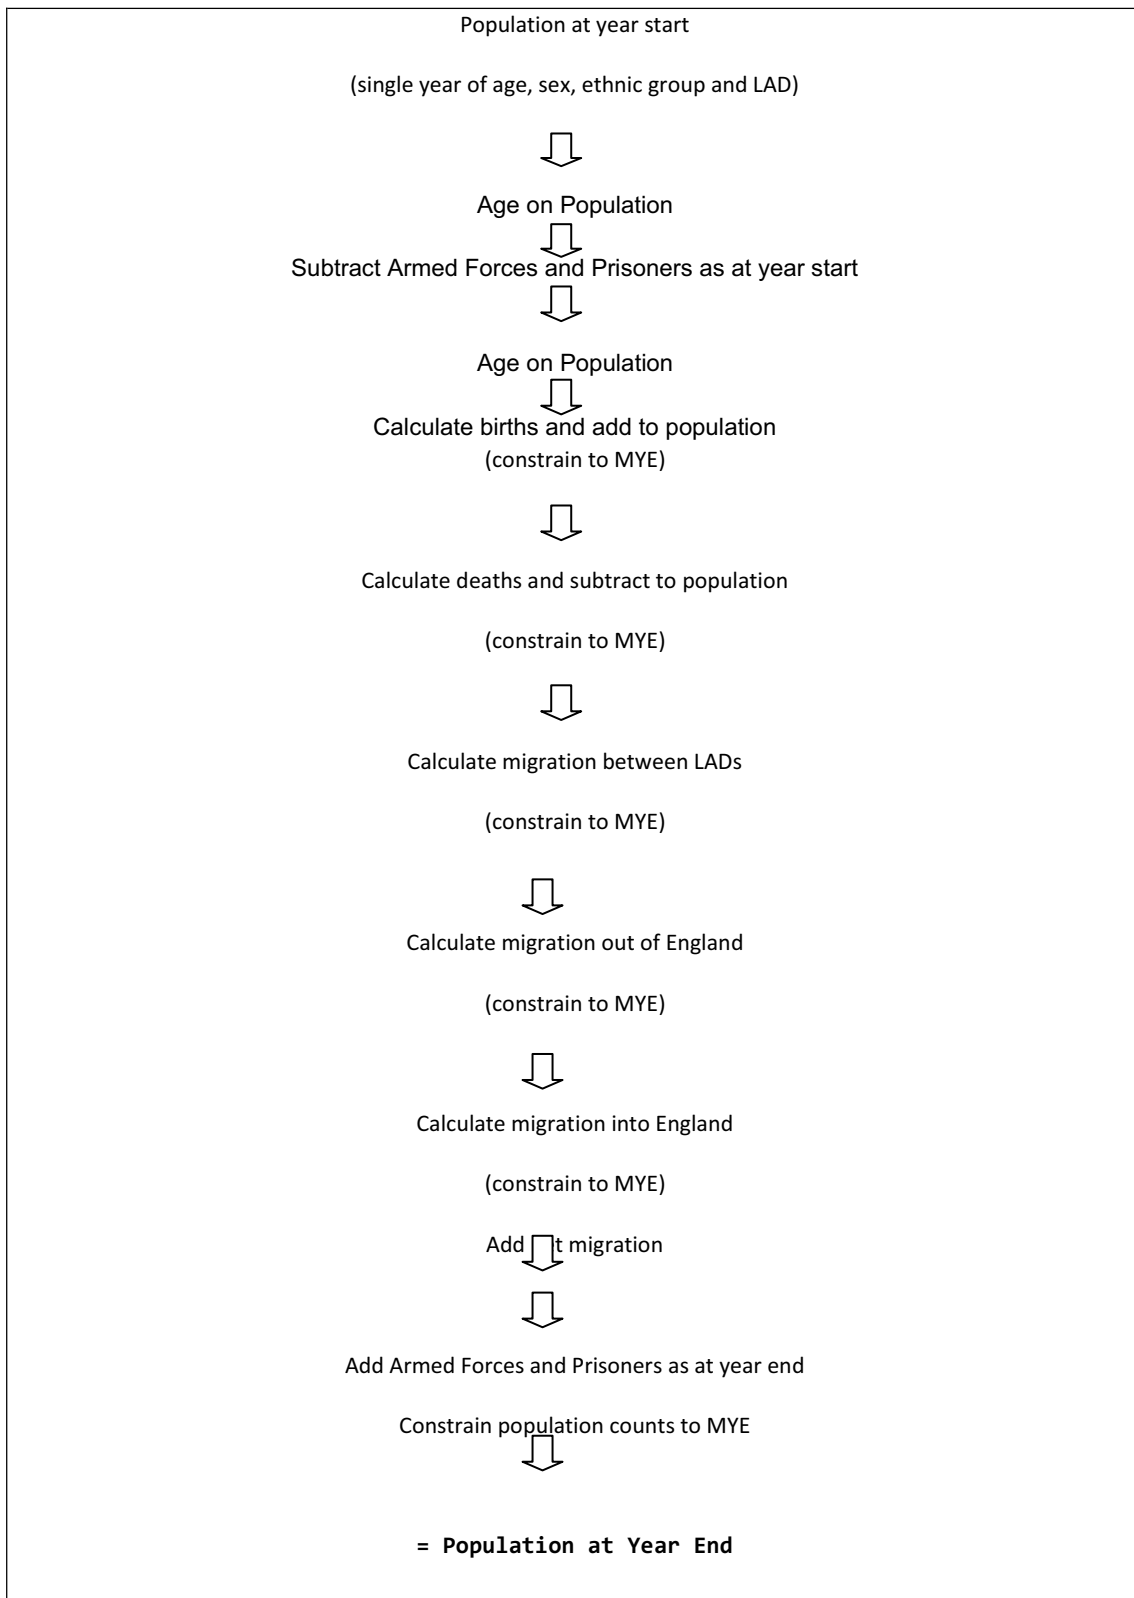 Population at year start
(single year of age, sex, ethnic group and LAD)
Age on Population
Subtract Armed Forces and Prisoners as at year start
Age on Population
Calculate births and add to population
(constrain to MYE)
Calculate deaths and subtract to population
(constrain to MYE)
Calculate migration between LADs
(constrain to MYE)
Calculate migration out of England
(constrain to MYE)
Calculate migration into England
(constrain to MYE)
Add migration
Add Armed Forces and Prisoners as at year end
Constrain population counts to MYE
= Population at Year End